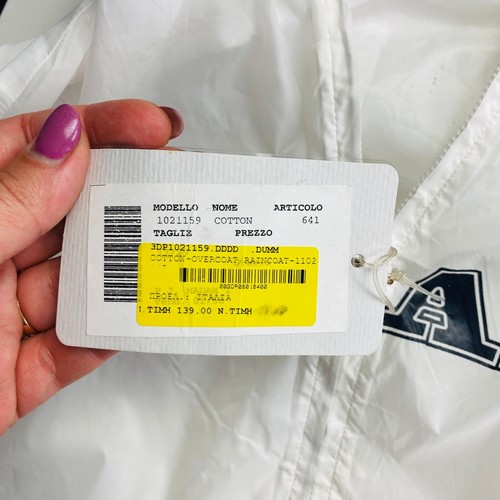 MODELLO NOME ARTICOLO
1021159 COTTON 641
TAGLIZ PREZZO
3DP1021159.DDDD .DUMM
COTTON-OVERCOAT/RAINCOAT-1102
ΠΡΟΕΛ.: ΙΤΑΛΙΑ
Ι.ΤΙΜΗ 139.00 Ν.ΤΙΜΗ
A